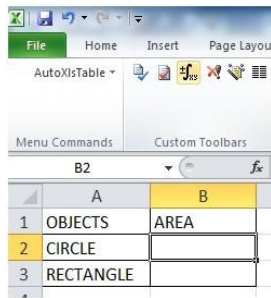 File Home Insert Page Layou
AutoXlsTable
Menu Commands Custom Toolbars
B2 fx
A B
1 OBJECTS AREA
2 CIRCLE
3 RECTANGLE